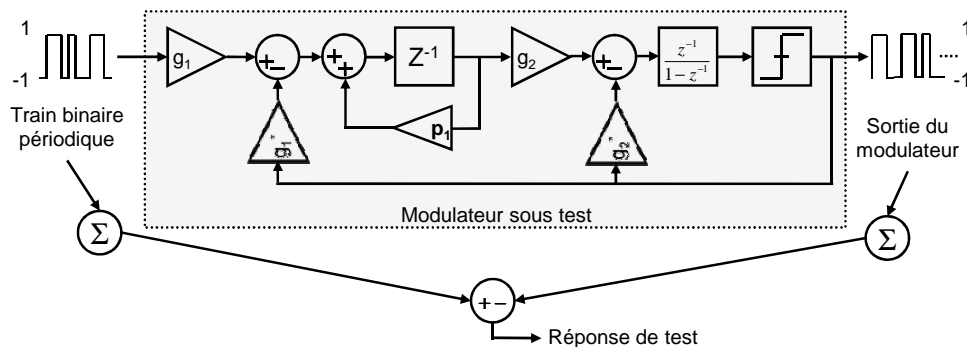 1
-1
g1
+
−
+
+
Z-1
p1
g1*
g2
+
−
g2*
z-1
1 - z-1
1
-1
Train binaire
périodique
Sortie du
modulateur
Modulateur sous test
Σ
Σ
+ −
Réponse de test